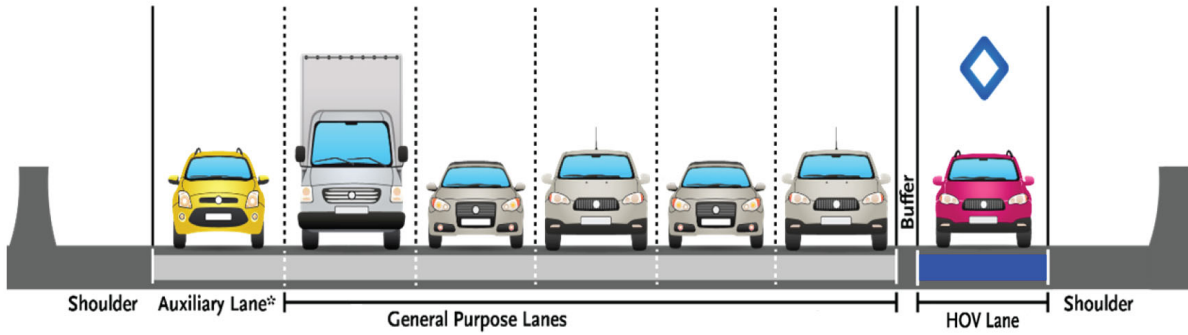 Buffer
Shoulder
Auxiliary Lane*
General Purpose Lanes
HOV Lane
Shoulder